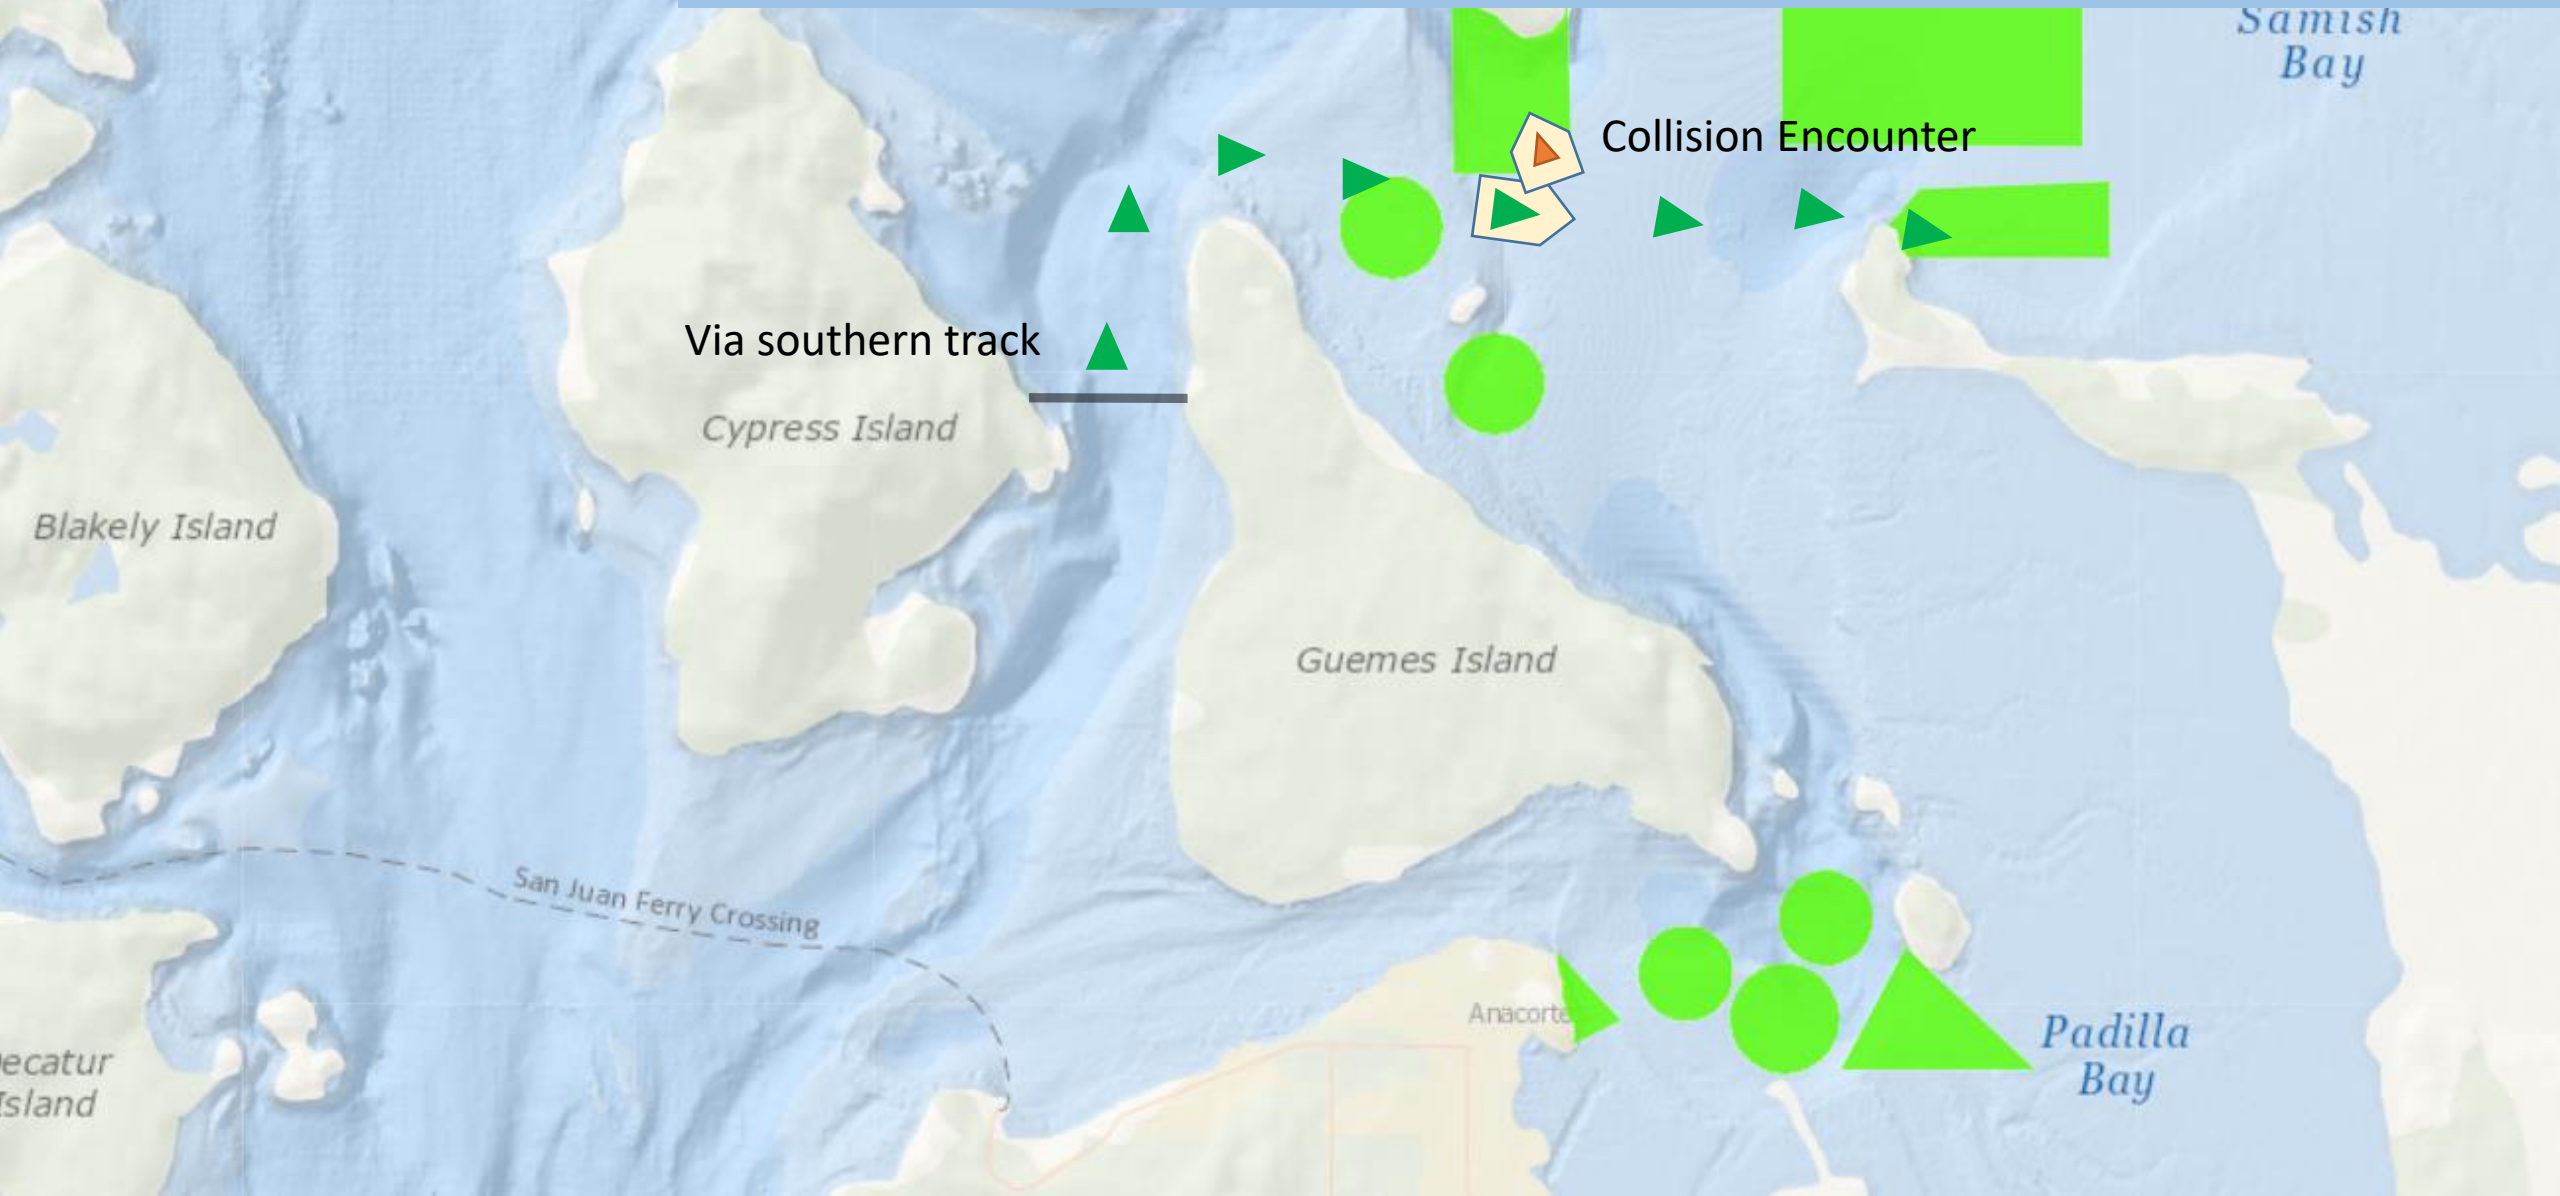 Samish
Bay
Collision Encounter
Via southern track
Cypress Island
Blakely Island
Guemes Island
San Juan Ferry Crossing
Anacorte
Padilla
Bay
ecatur
Island